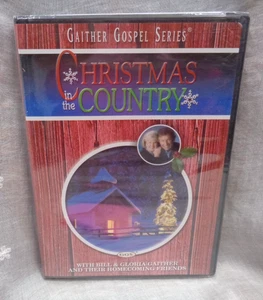 GAITHER GOSPEL SERIES
CHRISTMAS
in the
COUNTRY
WITH BILL & GLORIA GAITHER
AND THEIR HOMECOMING FRIENDS